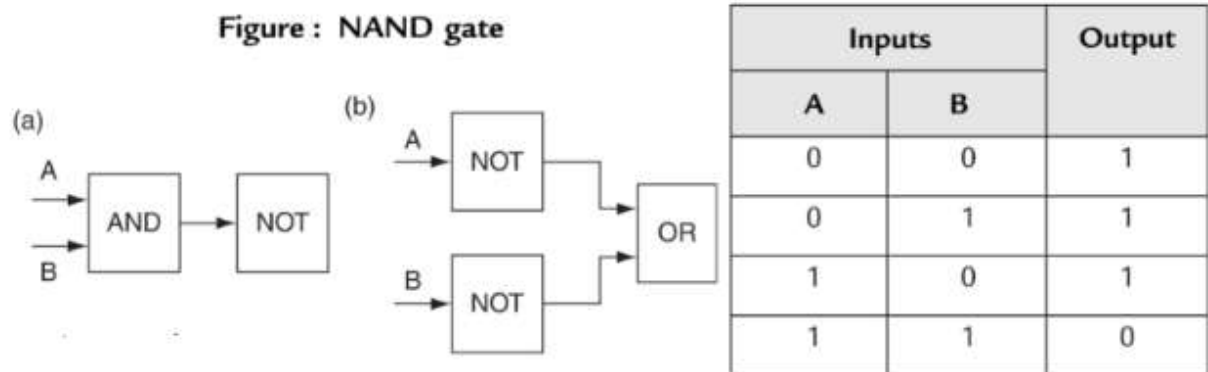 Figure : NAND gate
(a)
A
B
AND
NOT
(b)
A
NOT
B
NOT
OR
Inputs Output
A B
0 0 1
0 1 1
1 0 1
1 1 0